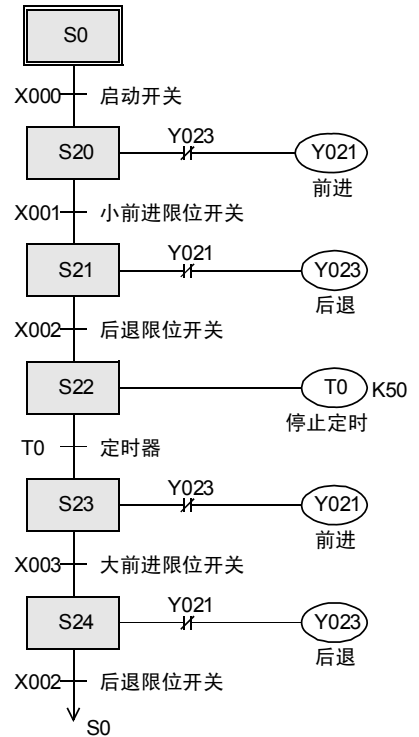 S0
X000 启动开关
S20 Y023 Y021
前进
X001 小前进限位开关
S21 Y021 Y023
后退
X002 后退限位开关
S22 T0 K50
停止定时
T0 定时器
S23 Y023 Y021
前进
X003 大前进限位开关
S24 Y021 Y023
后退
X002 后退限位开关
S0